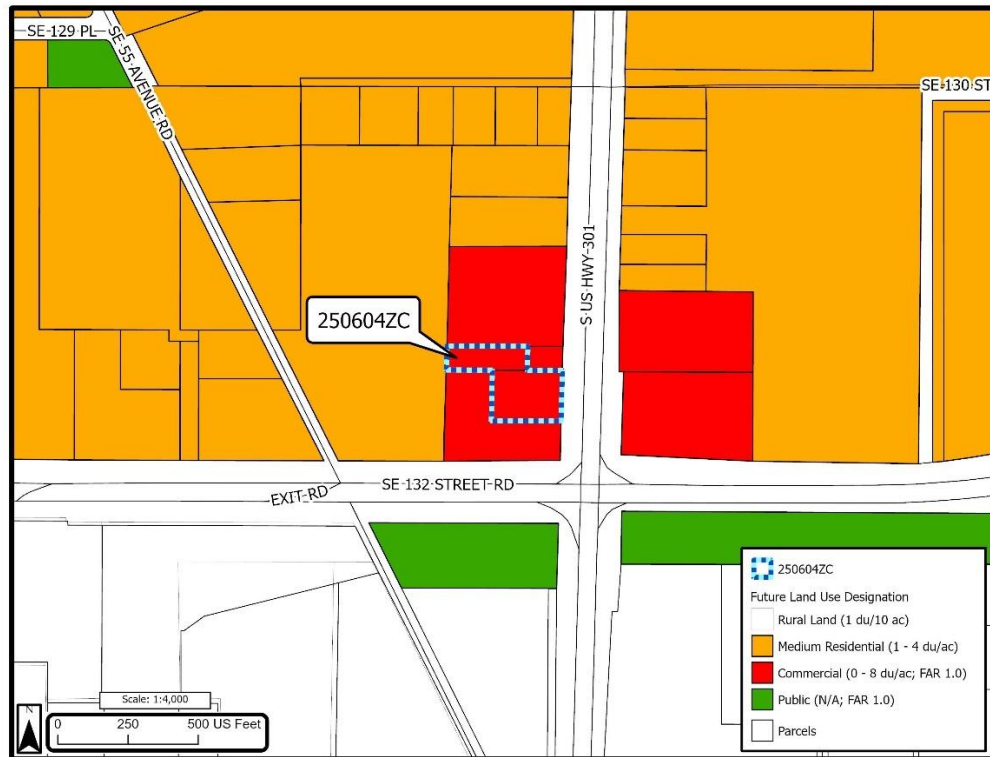 SE 129 PL
SE 55 AVENUE RD
SE 130 ST
S US HWY 301
250604ZC
SE 132 STREET RD
EXIT RD
250604ZC
Future Land Use Designation
Rural Land (1 du/10 ac)
Medium Residential (1 - 4 du/ac)
Commercial (0 - 8 du/ac; FAR 1.0)
Public (N/A; FAR 1.0)
Parcels
Scale: 1:4,000
N
0 250 500 US Feet